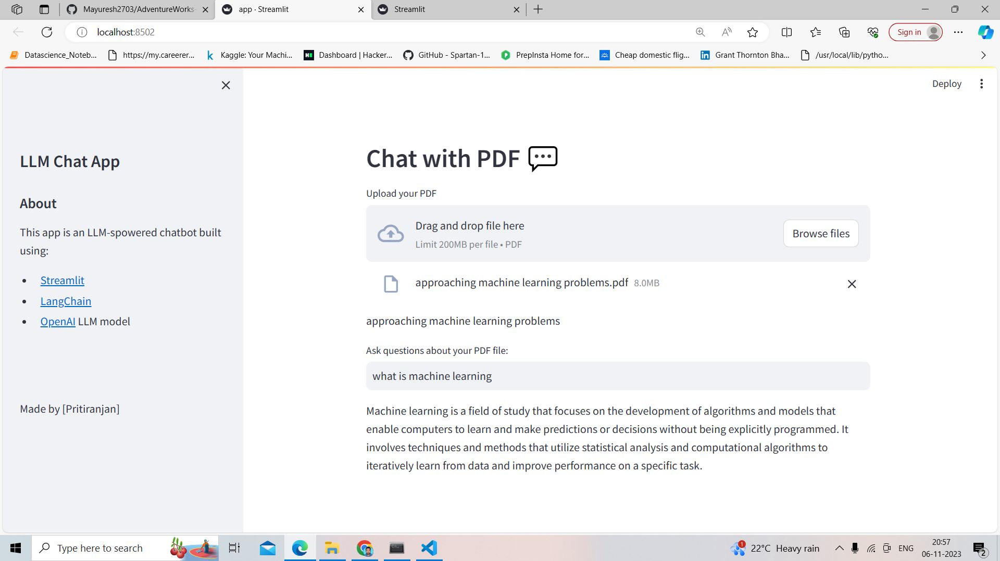 Mayuresh2703/AdventureWorks-
app · Streamlit
Streamlit
localhost:8502
Sign in
Datascience_Noteb...
https://my.careerer...
Kaggle: Your Machi...
Dashboard | Hacker...
GitHub - Spartan-1...
PrepInsta Home for...
Cheap domestic flig...
Grant Thornton Bha...
/usr/local/lib/pytho...
Deploy
LLM Chat App
About
This app is an LLM-spowered chatbot built
using:
• Streamlit
• LangChain
• OpenAI LLM model
Made by [Pritiranjan]
Chat with PDF
Upload your PDF
Drag and drop file here
Limit 200MB per file • PDF
Browse files
approaching machine learning problems.pdf 8.0MB
approaching machine learning problems
Ask questions about your PDF file:
what is machine learning
Machine learning is a field of study that focuses on the development of algorithms and models that
enable computers to learn and make predictions or decisions without being explicitly programmed. It
involves techniques and methods that utilize statistical analysis and computational algorithms to
iteratively learn from data and improve performance on a specific task.
Type here to search
1
22°C Heavy rain
ENG
20:57
06-11-2023
2